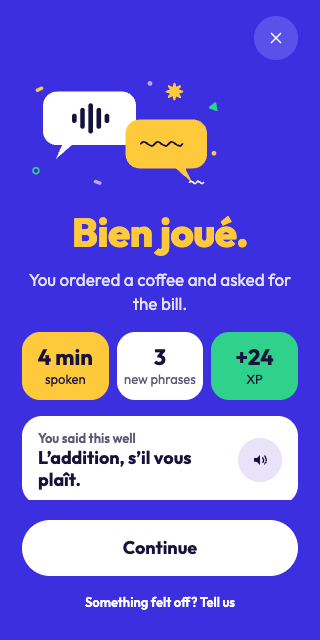 Bien joué.
You ordered a coffee and asked for
the bill.
4 min
spoken
3
new phrases
+24
XP
You said this well
L'addition, s'il vous
plaît.
Continue
Something felt off? Tell us